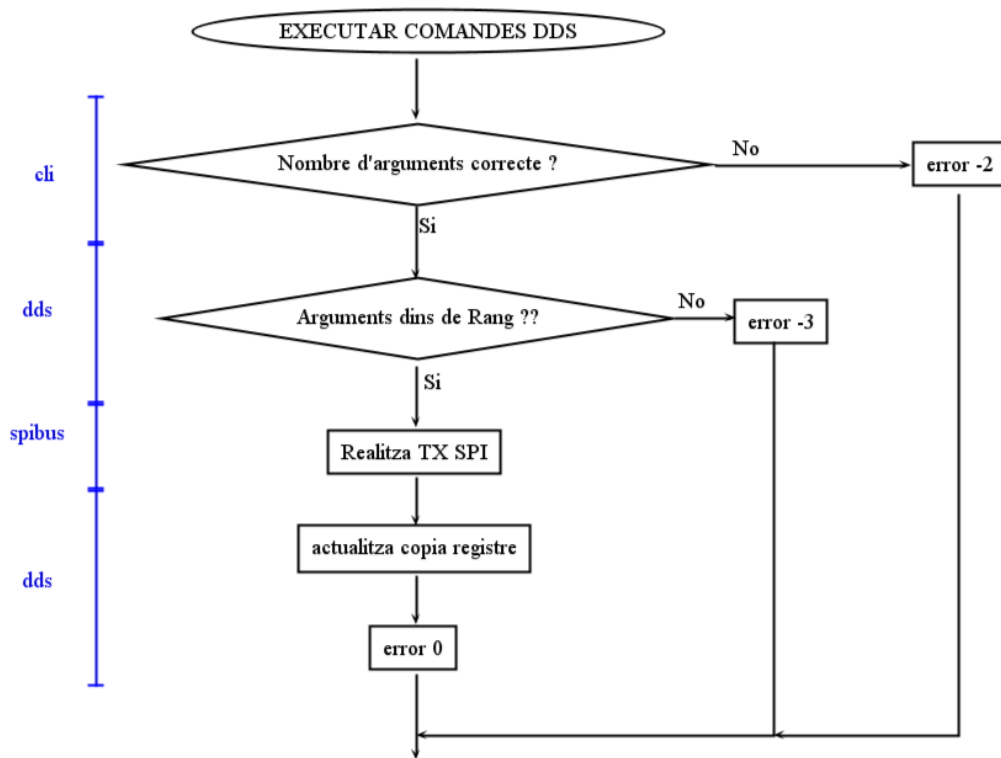 EXECUTAR COMANDES DDS
cli
Nombre d'arguments correcte ?
No
error -2
Si
dds
Arguments dins de Rang ??
No
error -3
Si
spibus
Realitza TX SPI
actualitza copia registre
dds
error 0